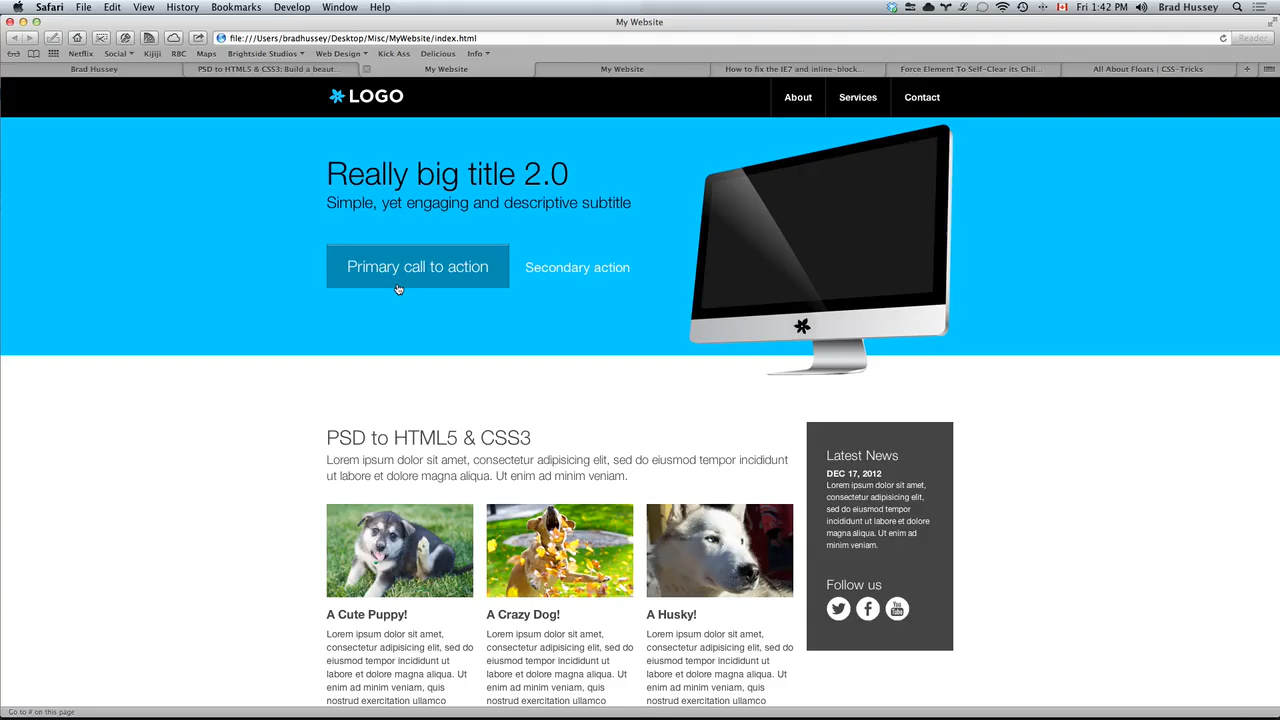 Safari File Edit View History Bookmarks Develop Window Help Fri 1:42 PM Brad Hussey
My Website
file:///Users/bradhussey/Desktop/Misc/MyWebsite/index.html Reader
Netflix Social Kijiji RBC Maps Brightside Studios Web Design Kick Ass Delicious Info
Brad Hussey PSD to HTML5 & CSS3: Build a beaut... My Website My Website How to fix the IE7 and inline-block... Force Element To Self-Clear its Chil... All About Floats | CSS-Tricks
LOGO About Services Contact
Really big title 2.0
Simple, yet engaging and descriptive subtitle
Primary call to action Secondary action
PSD to HTML5 & CSS3
Lorem ipsum dolor sit amet, consectetur adipisicing elit, sed do eiusmod tempor incididunt
ut labore et dolore magna aliqua. Ut enim ad minim veniam.
A Cute Puppy!
Lorem ipsum dolor sit amet,
consectetur adipisicing elit, sed do
eiusmod tempor incididunt ut
labore et dolore magna aliqua. Ut
enim ad minim veniam, quis
nostrud exercitation ullamco
A Crazy Dog!
Lorem ipsum dolor sit amet,
consectetur adipisicing elit, sed do
eiusmod tempor incididunt ut
labore et dolore magna aliqua. Ut
enim ad minim veniam, quis
nostrud exercitation ullamco
A Husky!
Lorem ipsum dolor sit amet,
consectetur adipisicing elit, sed do
eiusmod tempor incididunt ut
labore et dolore magna aliqua. Ut
enim ad minim veniam, quis
nostrud exercitation ullamco
Latest News
DEC 17, 2012
Lorem ipsum dolor sit amet,
consectetur adipisicing elit,
sed do eiusmod tempor
incididunt ut labore et dolore
magna aliqua. Ut enim ad
minim veniam.
Follow us
You
Tube
Go to # on this page